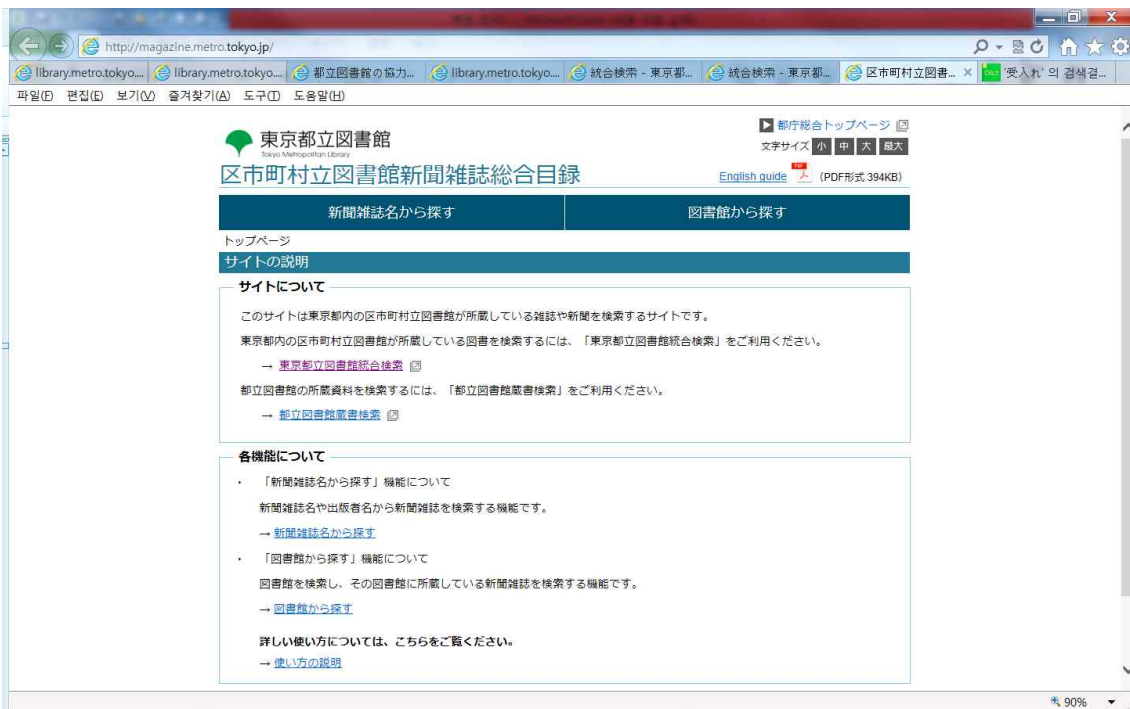 http://magazine.metro.tokyo.jp/
library.metro.tokyo.... library.metro.tokyo.... 都立図書館の協力... library.metro.tokyo.... 統合検索 - 東京都... 統合検索 - 東京都... 区市町村立図書... × '受入れ' 의 검색결...
파일(F) 편집(E) 보기(V) 즐겨찾기(A) 도구(T) 도움말(H)
都庁総合トップページ
東京都立図書館
Tokyo Metropolitan Library
文字サイズ 小 中 大 最大
区市町村立図書館新聞雑誌総合目録
English guide (PDF形式 394KB)
新聞雑誌名から探す 図書館から探す
トップページ
サイトの説明
サイトについて
このサイトは東京都内の区市町村立図書館が所蔵している雑誌や新聞を検索するサイトです。
東京都内の区市町村立図書館が所蔵している図書を検索するには、「東京都立図書館統合検索」をご利用ください。
→ 東京都立図書館統合検索
都立図書館の所蔵資料を検索するには、「都立図書館蔵書検索」をご利用ください。
→ 都立図書館蔵書検索
各機能について
・ 「新聞雑誌名から探す」機能について
新聞雑誌名や出版者名から新聞雑誌を検索する機能です。
→ 新聞雑誌名から探す
・ 「図書館から探す」機能について
図書館を検索し、その図書館に所蔵している新聞雑誌を検索する機能です。
→ 図書館から探す
詳しい使い方については、こちらをご覧ください。
→ 使い方の説明
90%